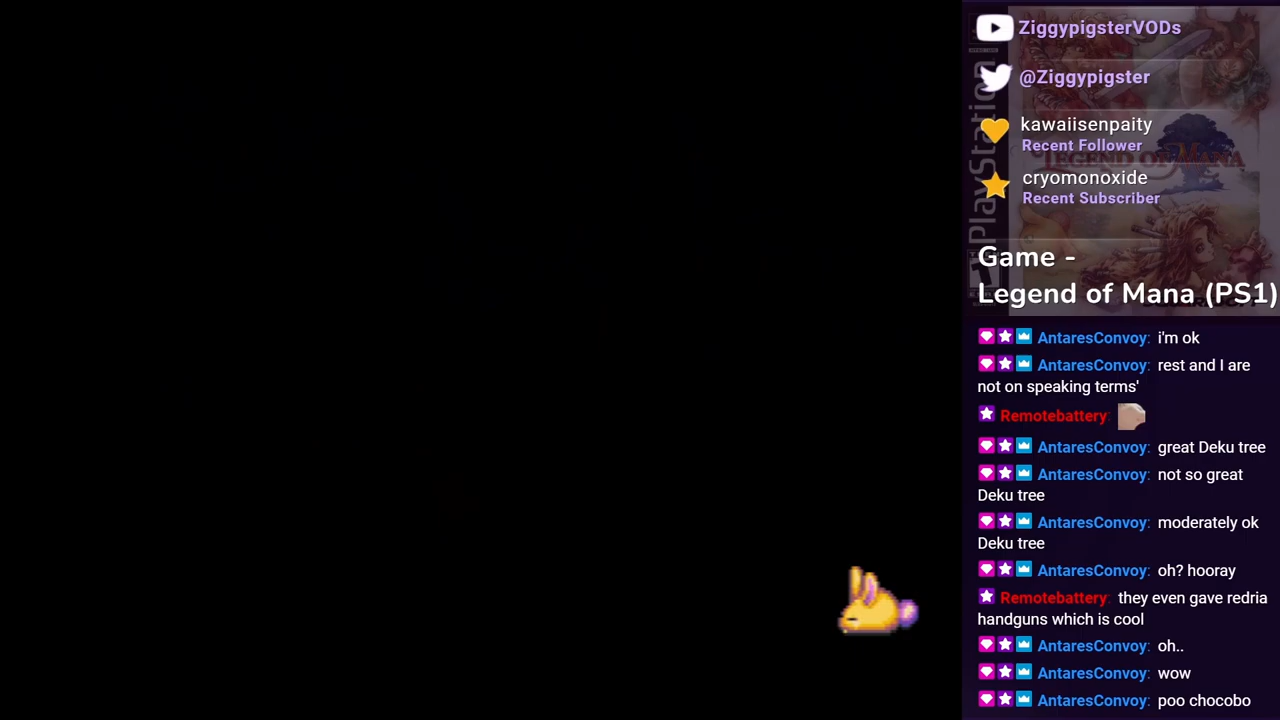 ZiggypigsterVODs
@Ziggypigster
kawaiisenpaity
Recent Follower
cryomonoxide
Recent Subscriber
PlayStation
LEGEND OF MANA
Game -
Legend of Mana (PS1)
AntaresConvoy: i'm ok
AntaresConvoy: rest and I are
not on speaking terms'
Remotebattery:
AntaresConvoy: great Deku tree
AntaresConvoy: not so great
Deku tree
AntaresConvoy: moderately ok
Deku tree
AntaresConvoy: oh? hooray
Remotebattery: they even gave redria
handguns which is cool
AntaresConvoy: oh..
AntaresConvoy: wow
AntaresConvoy: poo chocobo